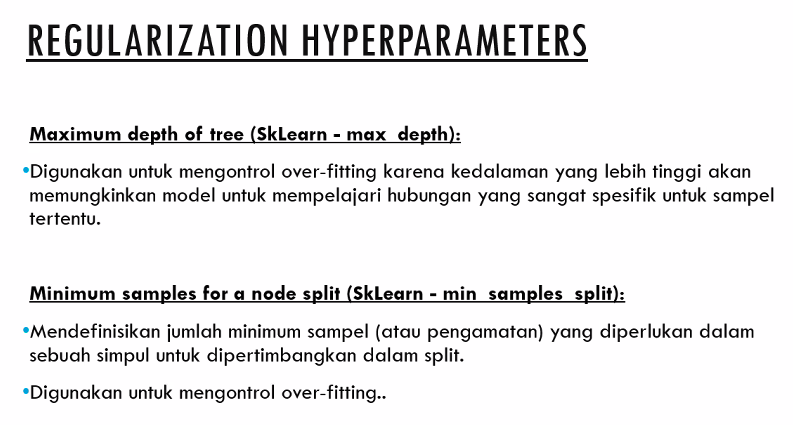 REGULARIZATION HYPERPARAMETERS
Maximum depth of tree (SkLearn - max_depth):
•Digunakan untuk mengontrol over-fitting karena kedalaman yang lebih tinggi akan
memungkinkan model untuk mempelajari hubungan yang sangat spesifik untuk sampel
tertentu.
Minimum samples for a node split (SkLearn - min_samples_split):
•Mendefinisikan jumlah minimum sampel (atau pengamatan) yang diperlukan dalam
sebuah simpul untuk dipertimbangkan dalam split.
•Digunakan untuk mengontrol over-fitting..